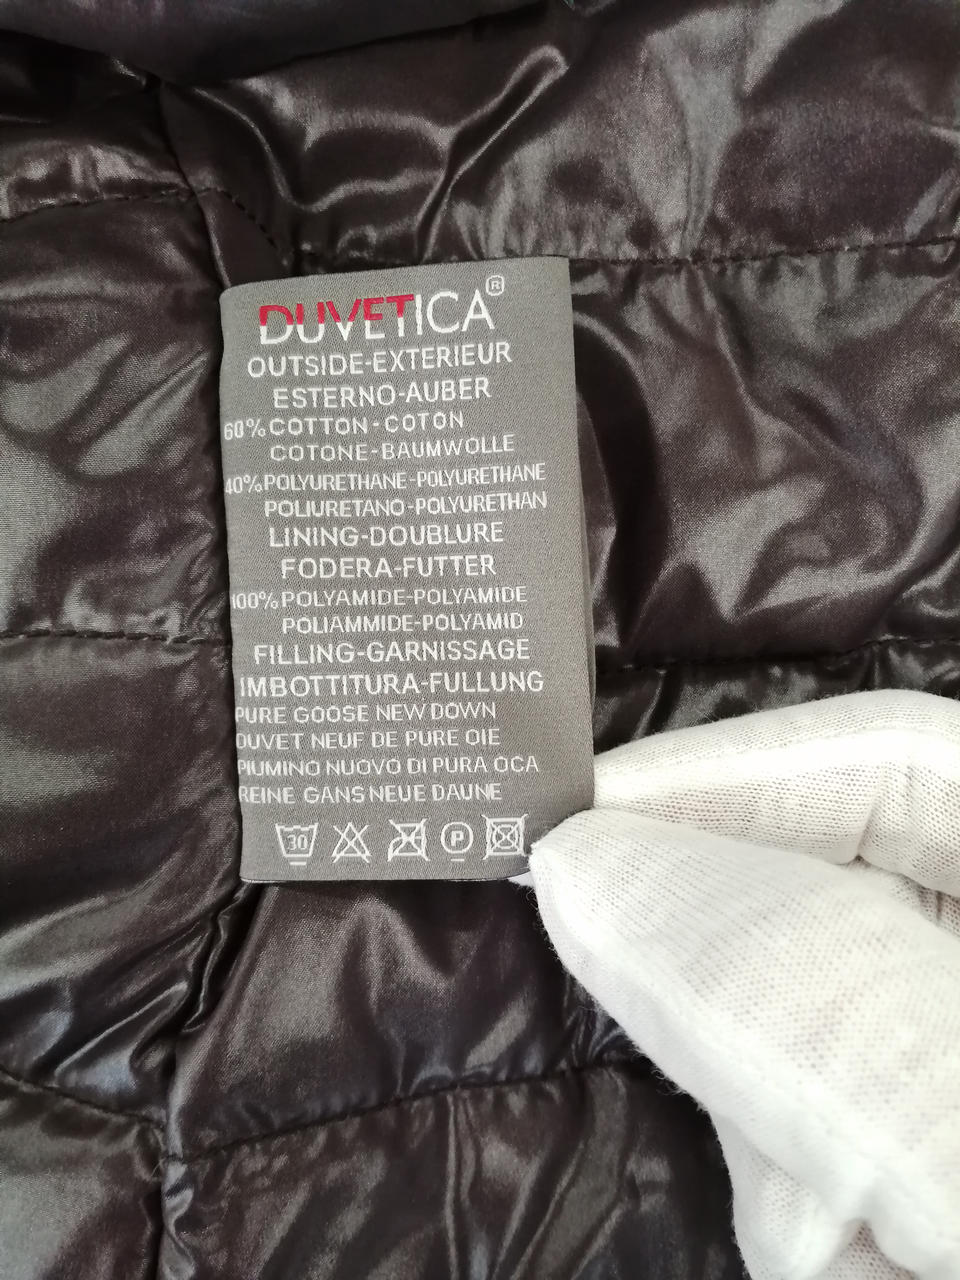 DUVETICA®
OUTSIDE-EXTERIEUR
ESTERNO-AUBER
60% COTTON-COTON
COTONE-BAUMWOLLE
40% POLYURETHANE-POLYURETHANE
POLIURETANO-POLYURETHAN
LINING-DOUBLURE
FODERA-FUTTER
100% POLYAMIDE-POLYAMIDE
POLIAMMIDE-POLYAMID
FILLING-GARNISSAGE
IMBOTTITURA-FULLUNG
PURE GOOSE NEW DOWN
DUVET NEUF DE PURE OIE
PIUMINO NUOVO DI PURA OCA
REINE GANS NEUE DAUNE
30 P